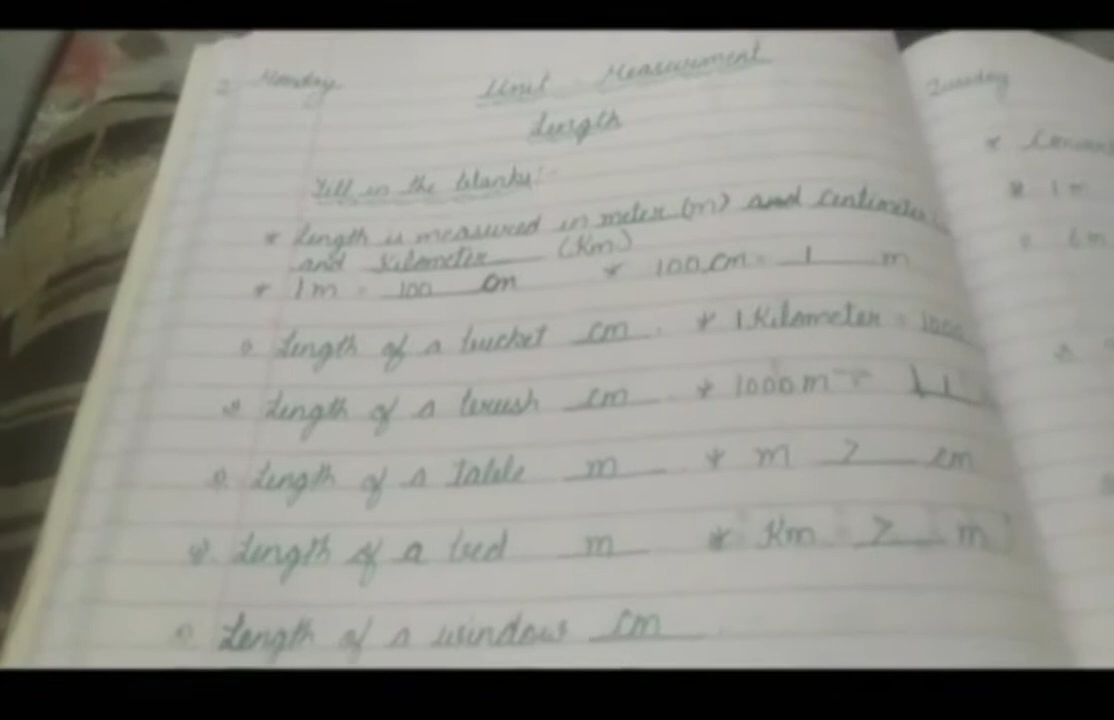 Monday
Unit Measurement
Length
Fill in the blanks:-
* Length is measured in meter (m) and centimeter
and Kilometer (Km)
* 1m = 100 cm * 100 cm = 1 m
Length of a bucket cm * 1 Kilometer = 1000
Length of a brush cm * 1000 m =
Length of a Table m * m > cm
Length of a bed m * Km > m
Length of a window cm
Tuesday
1 m